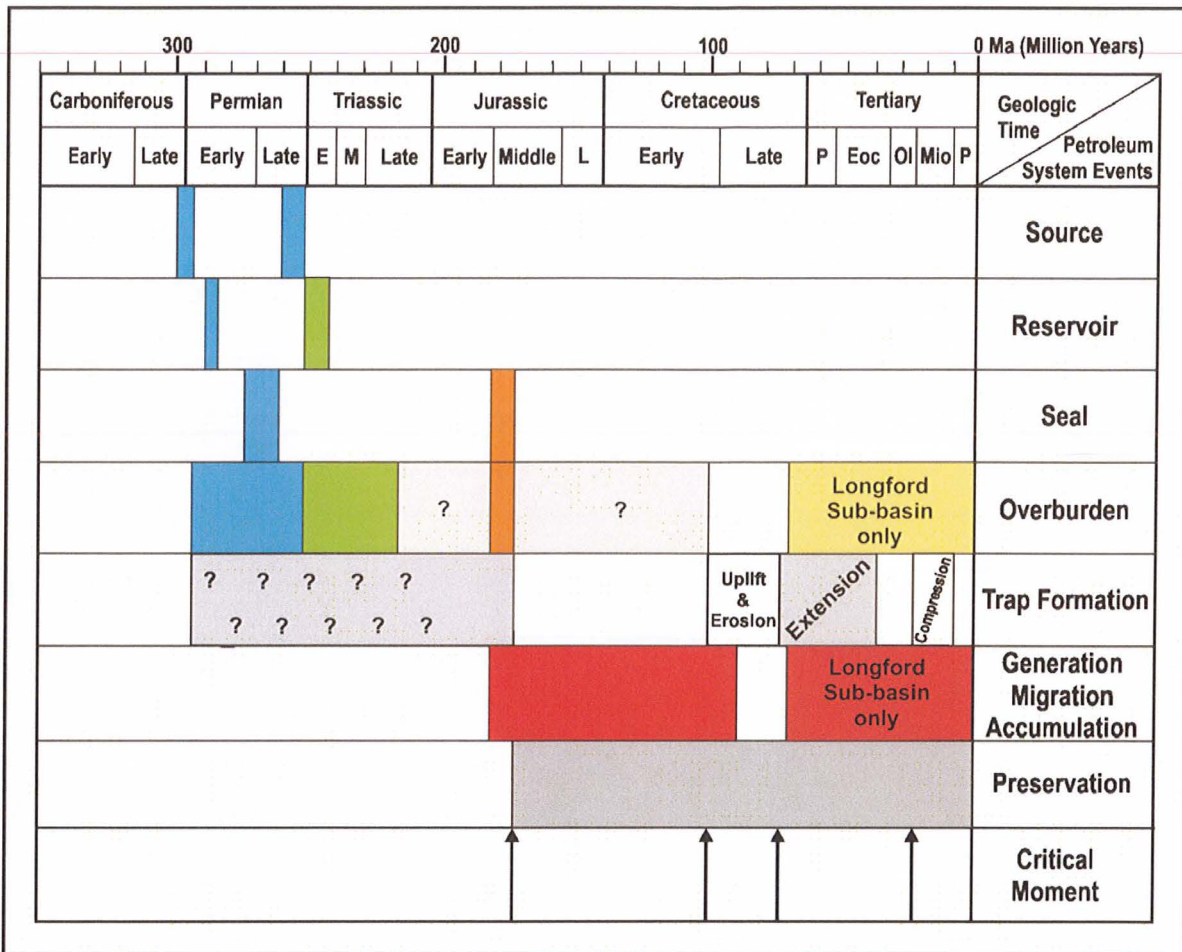 300 200 100 0 Ma (Million Years)
Carboniferous Permian Triassic Jurassic Cretaceous Tertiary
Geologic
Time
Petroleum
System Events
Early Late Early Late E M Late Early Middle L Early Late P Eoc Ol Mio P
Source
Reservoir
Seal
? ?
Longford
Sub-basin
only
Overburden
? ? ? ? ?
? ? ? ? ?
Uplift
&
Erosion
Extension
Compression
Trap Formation
Longford
Sub-basin
only
Generation
Migration
Accumulation
Preservation
Critical
Moment